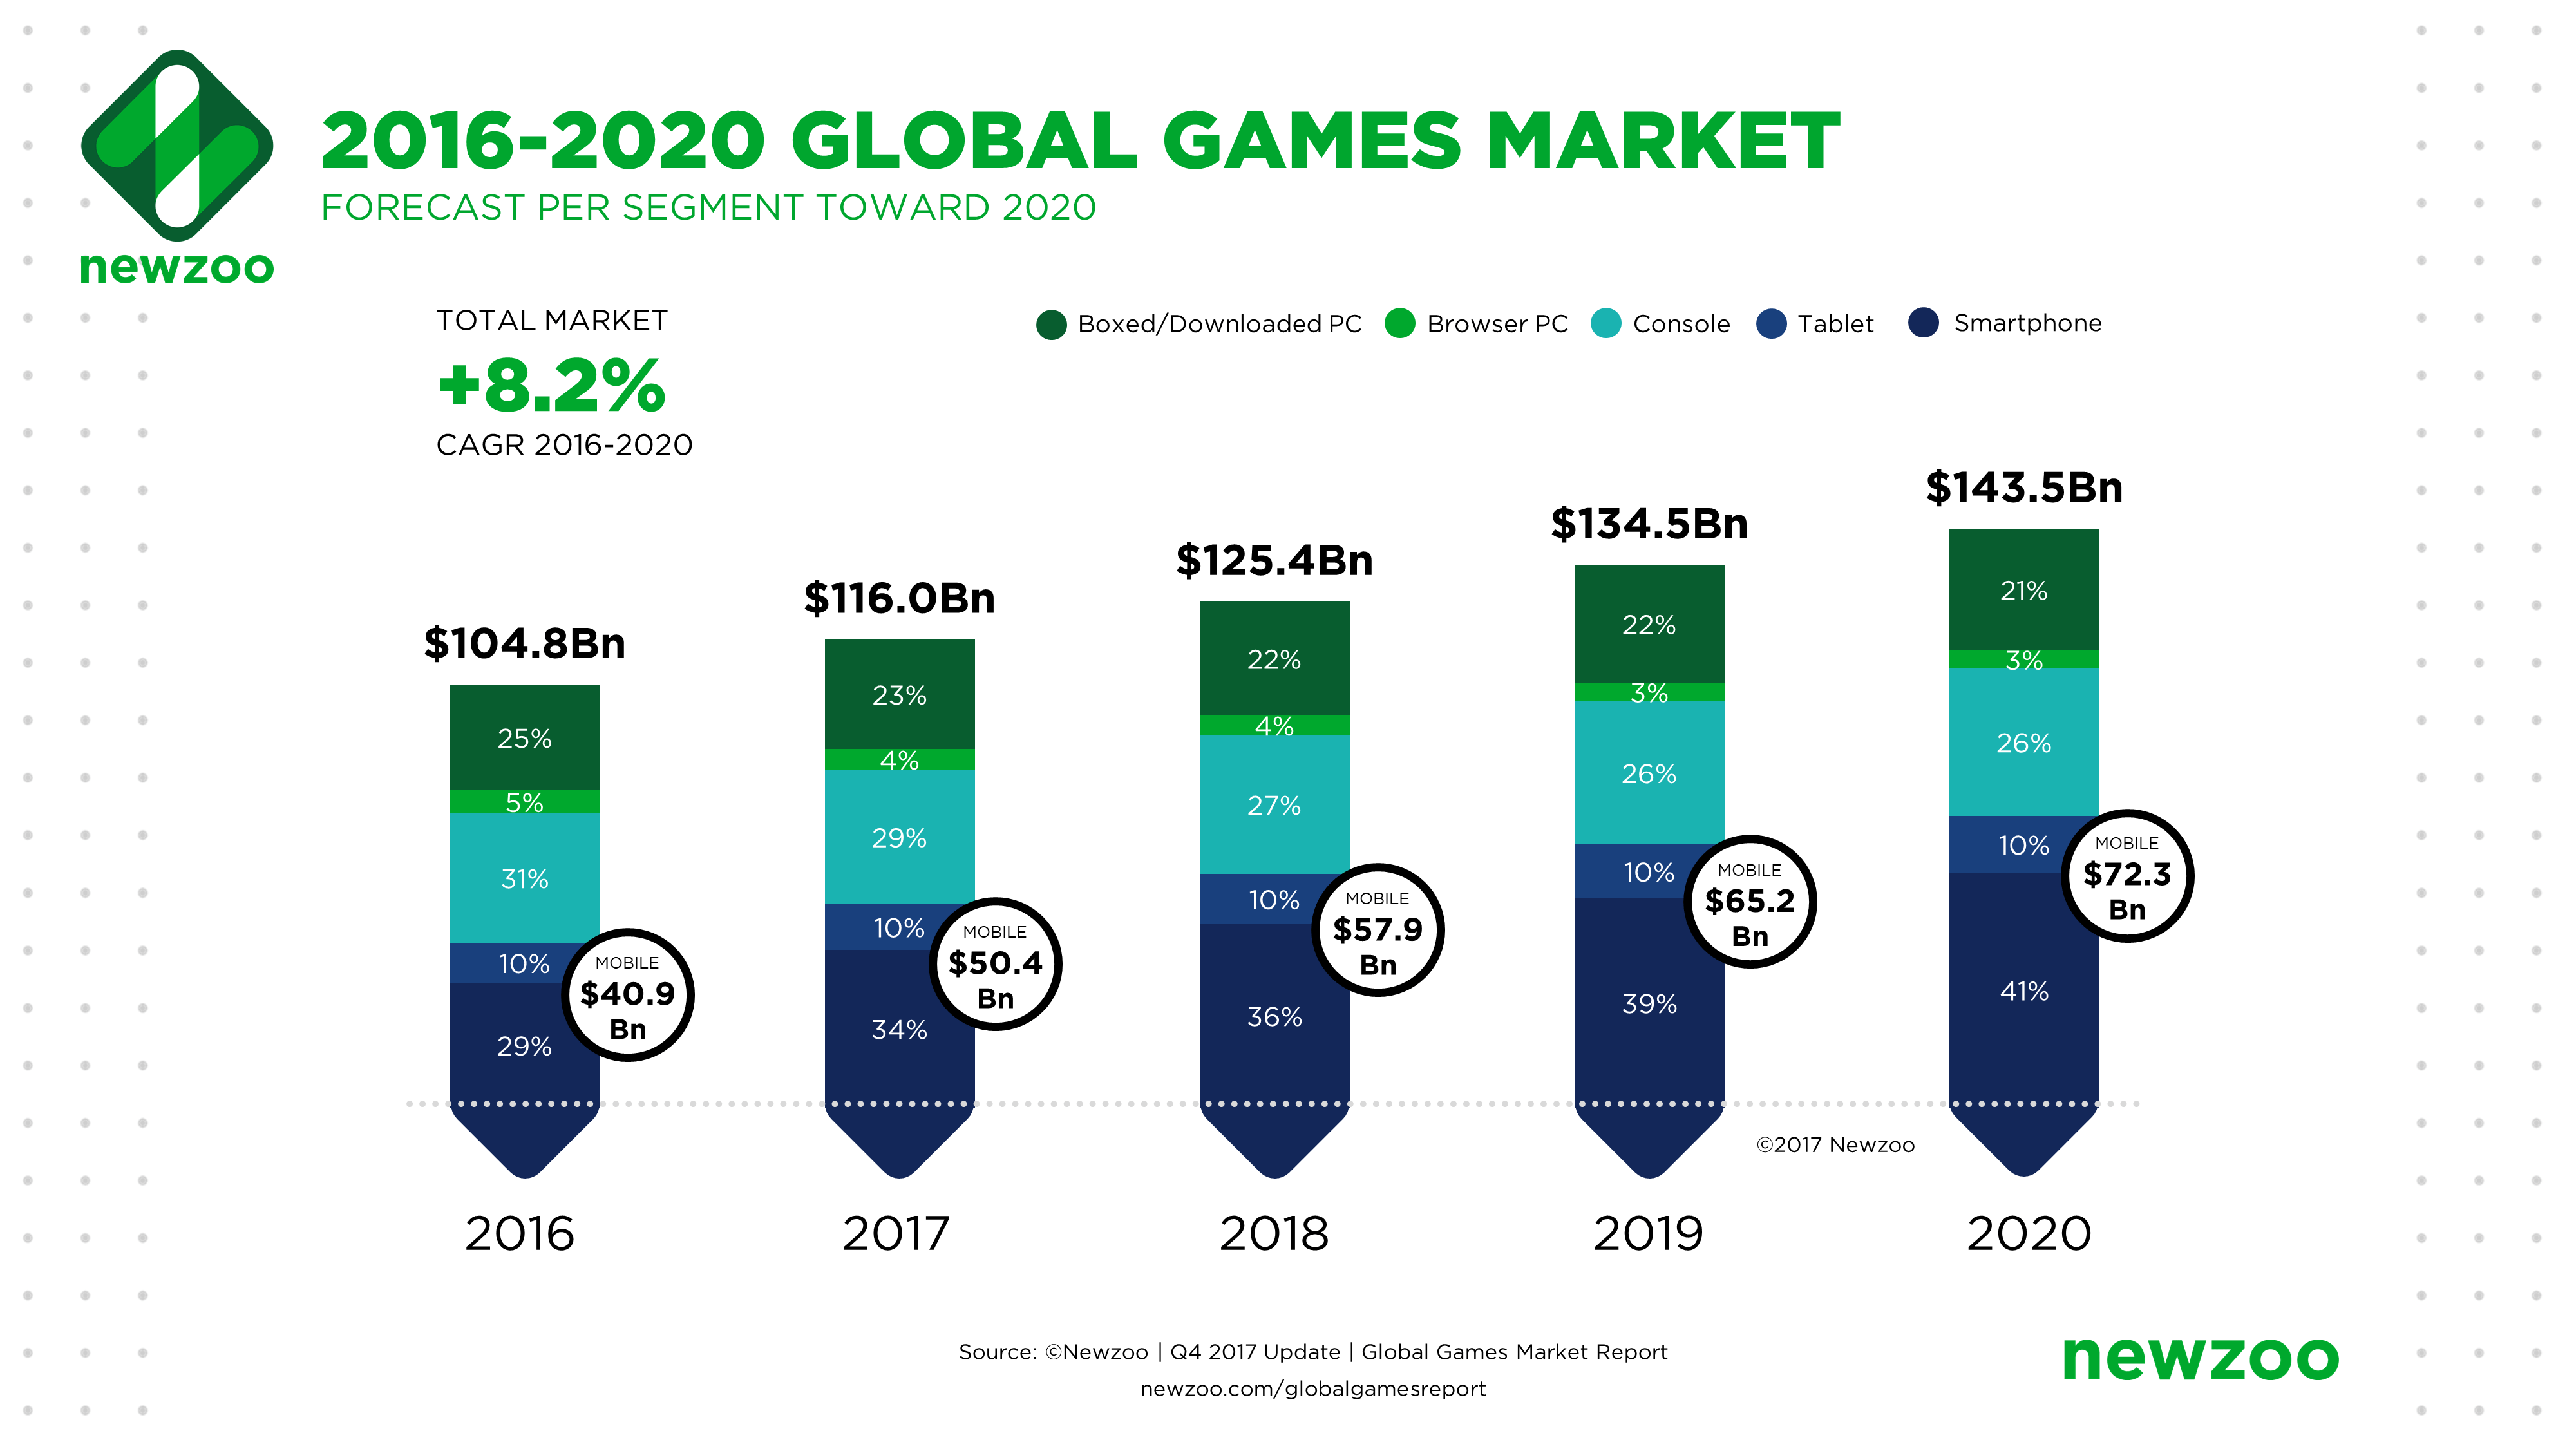 newzoo
2016-2020 GLOBAL GAMES MARKET
FORECAST PER SEGMENT TOWARD 2020
TOTAL MARKET
+8.2%
CAGR 2016-2020
Boxed/Downloaded PC
Browser PC
Console
Tablet
Smartphone
$104.8Bn
25%
5%
31%
10%
29%
MOBILE
$40.9
Bn
2016
$116.0Bn
23%
4%
29%
10%
34%
MOBILE
$50.4
Bn
2017
$125.4Bn
22%
4%
27%
10%
36%
MOBILE
$57.9
Bn
2018
$134.5Bn
22%
3%
26%
10%
39%
MOBILE
$65.2
Bn
2019
$143.5Bn
21%
3%
26%
10%
41%
MOBILE
$72.3
Bn
2020
©2017 Newzoo
Source: ©Newzoo | Q4 2017 Update | Global Games Market Report
newzoo.com/globalgamesreport
newzoo